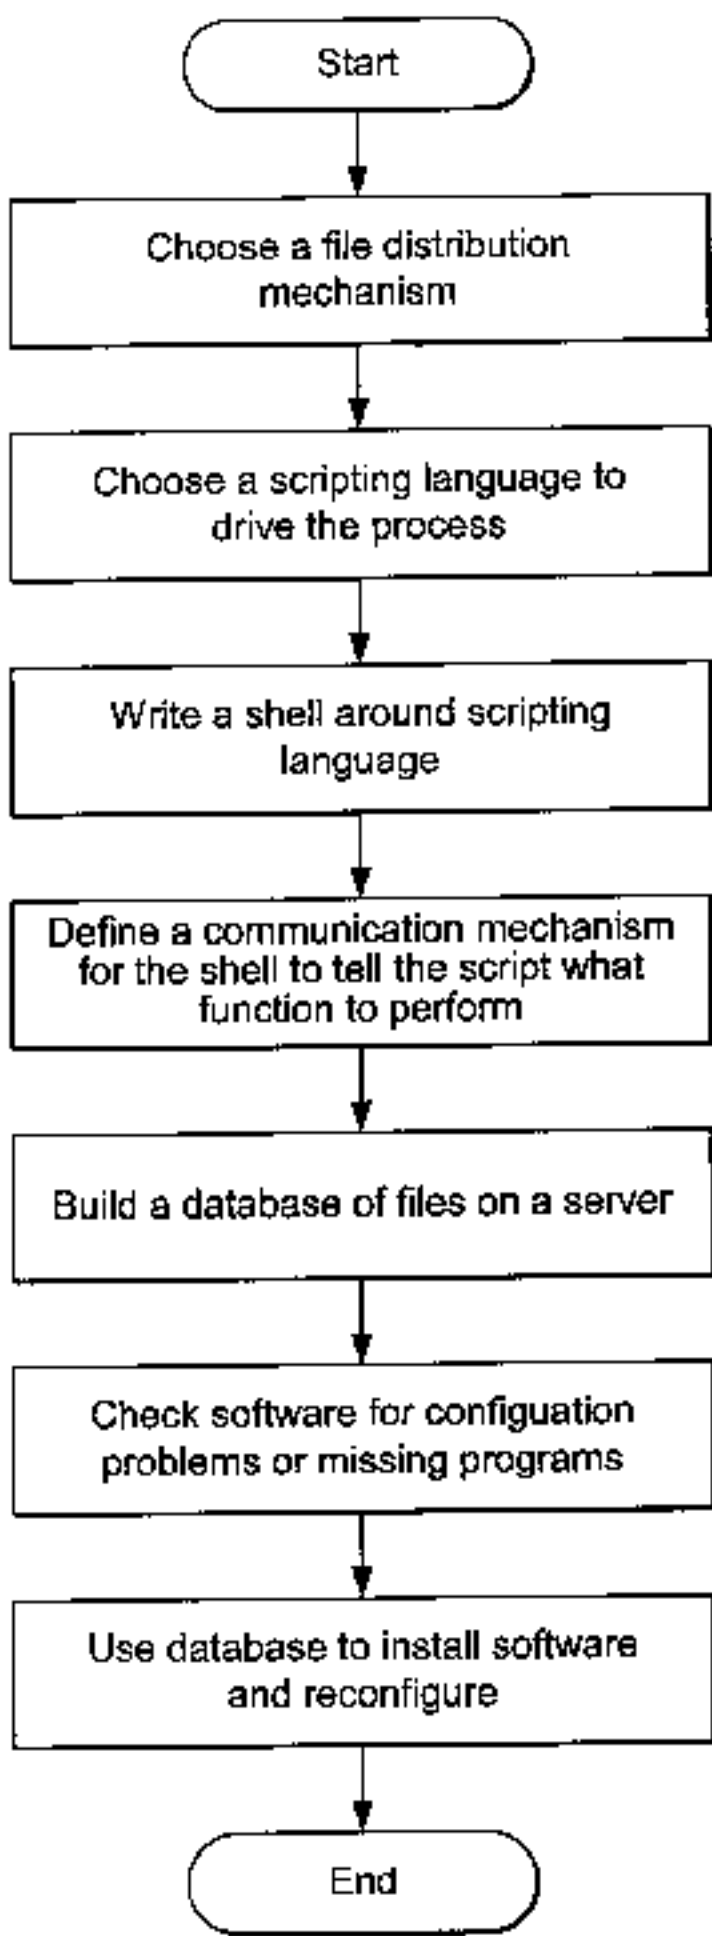 Start
Choose a file distribution
mechanism
Choose a scripting language to
drive the process
Write a shell around scripting
language
Define a communication mechanism
for the shell to tell the script what
function to perform
Build a database of files on a server
Check software for configuation
problems or missing programs
Use database to install software
and reconfigure
End